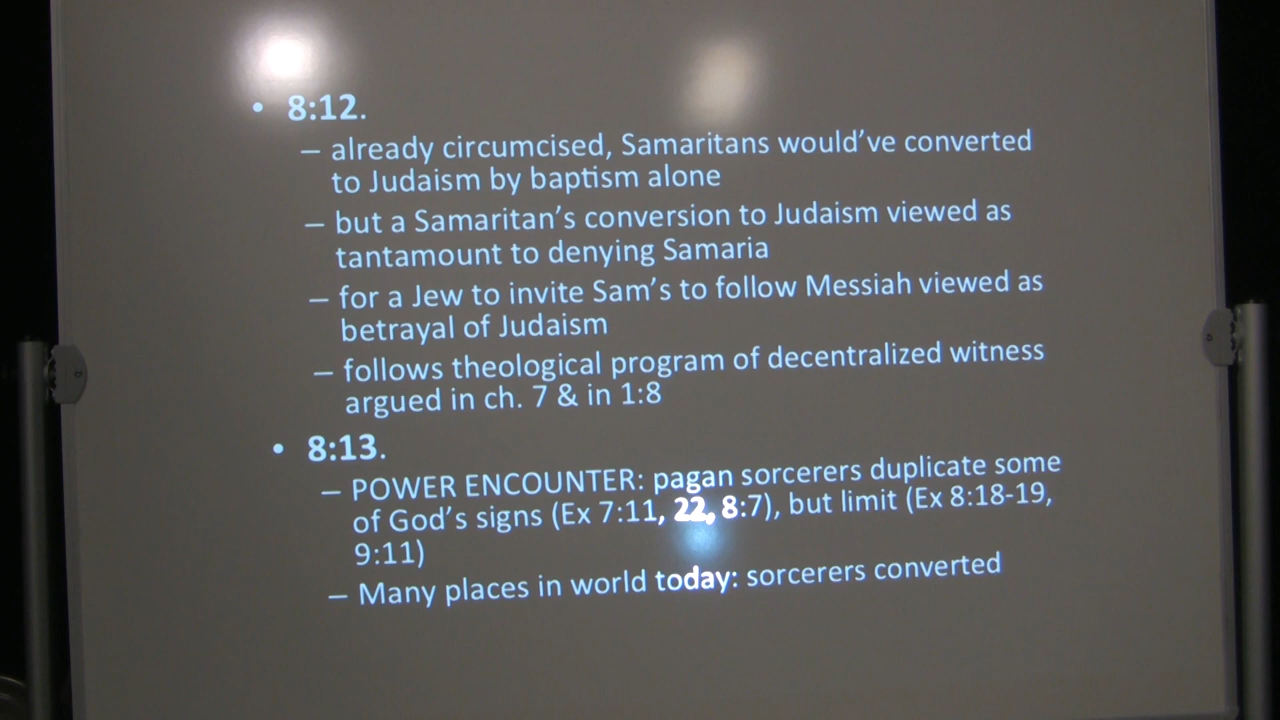 • 8:12.
– already circumcised, Samaritans would’ve converted
to Judaism by baptism alone
– but a Samaritan’s conversion to Judaism viewed as
tantamount to denying Samaria
– for a Jew to invite Sam’s to follow Messiah viewed as
betrayal of Judaism
– follows theological program of decentralized witness
argued in ch. 7 & in 1:8
• 8:13.
– POWER ENCOUNTER: pagan sorcerers duplicate some
of God’s signs (Ex 7:11, 22, 8:7), but limit (Ex 8:18-19,
9:11)
– Many places in world today: sorcerers converted